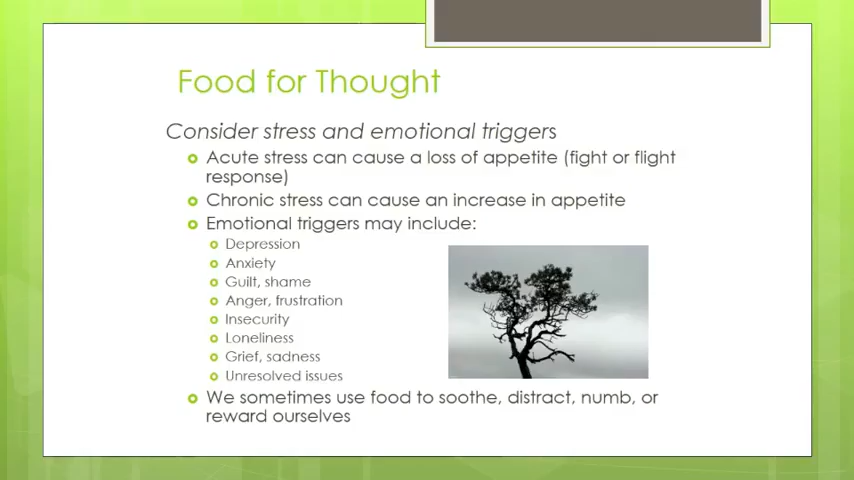 Food for Thought
Consider stress and emotional triggers
Acute stress can cause a loss of appetite (fight or flight
response)
Chronic stress can cause an increase in appetite
Emotional triggers may include:
Depression
Anxiety
Guilt, shame
Anger, frustration
Insecurity
Loneliness
Grief, sadness
Unresolved issues
We sometimes use food to soothe, distract, numb, or
reward ourselves